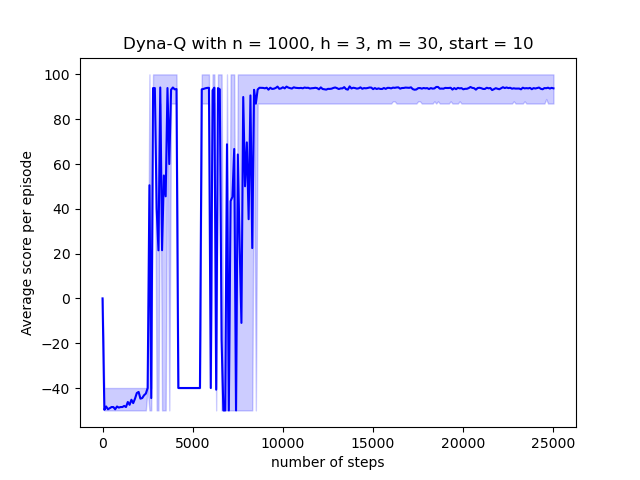 Dyna-Q with n = 1000, h = 3, m = 30, start = 10
Average score per episode
100
80
60
40
20
0
−20
−40
0 5000 10000 15000 20000 25000
number of steps